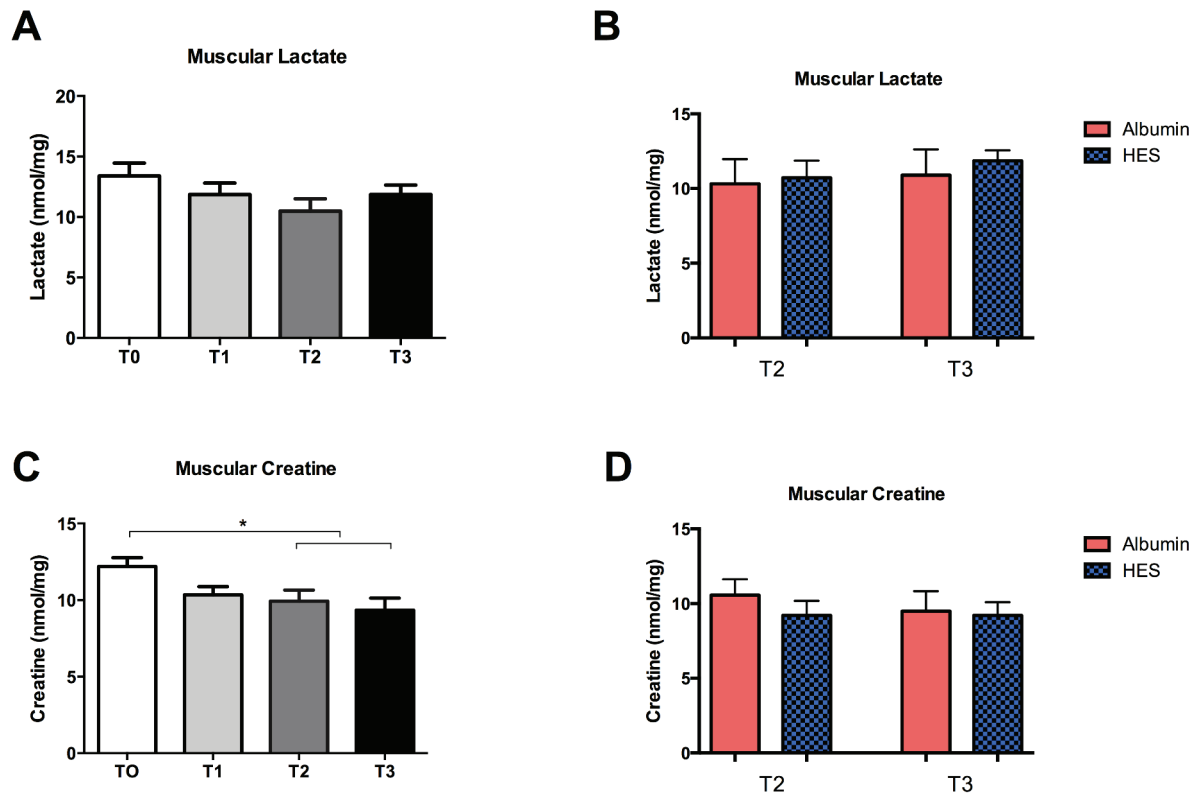 A
Muscular Lactate
Lactate (nmol/mg)
20
15
10
5
0
T0 T1 T2 T3
B
Muscular Lactate
Lactate (nmol/mg)
15
10
5
0
T2 T3
Albumin
HES
C
Muscular Creatine
Creatine (nmol/mg)
15
10
5
0
*
TO T1 T2 T3
D
Muscular Creatine
Creatine (nmol/mg)
15
10
5
0
T2 T3
Albumin
HES